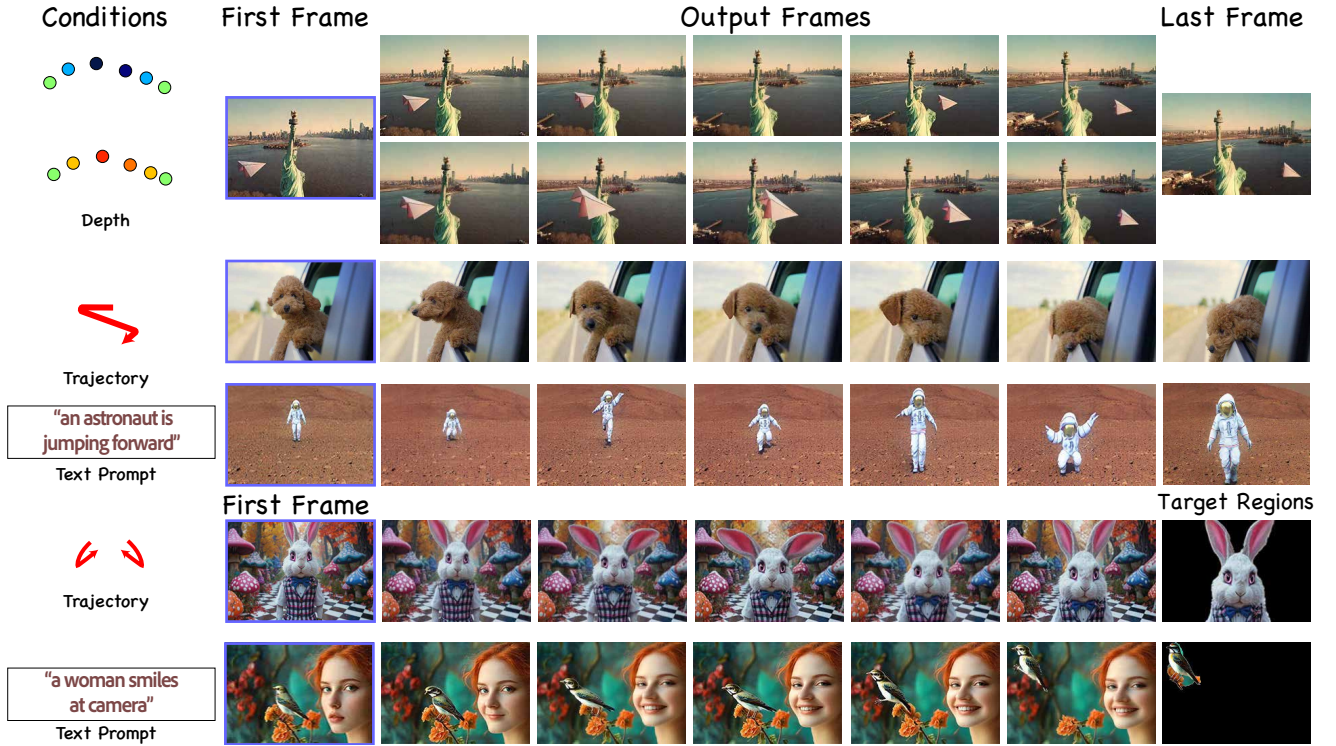 Conditions
First Frame
Output Frames
Last Frame
Depth
Trajectory
“an astronaut is
jumping forward”
Text Prompt
First Frame
Target Regions
Trajectory
“a woman smiles
at camera”
Text Prompt